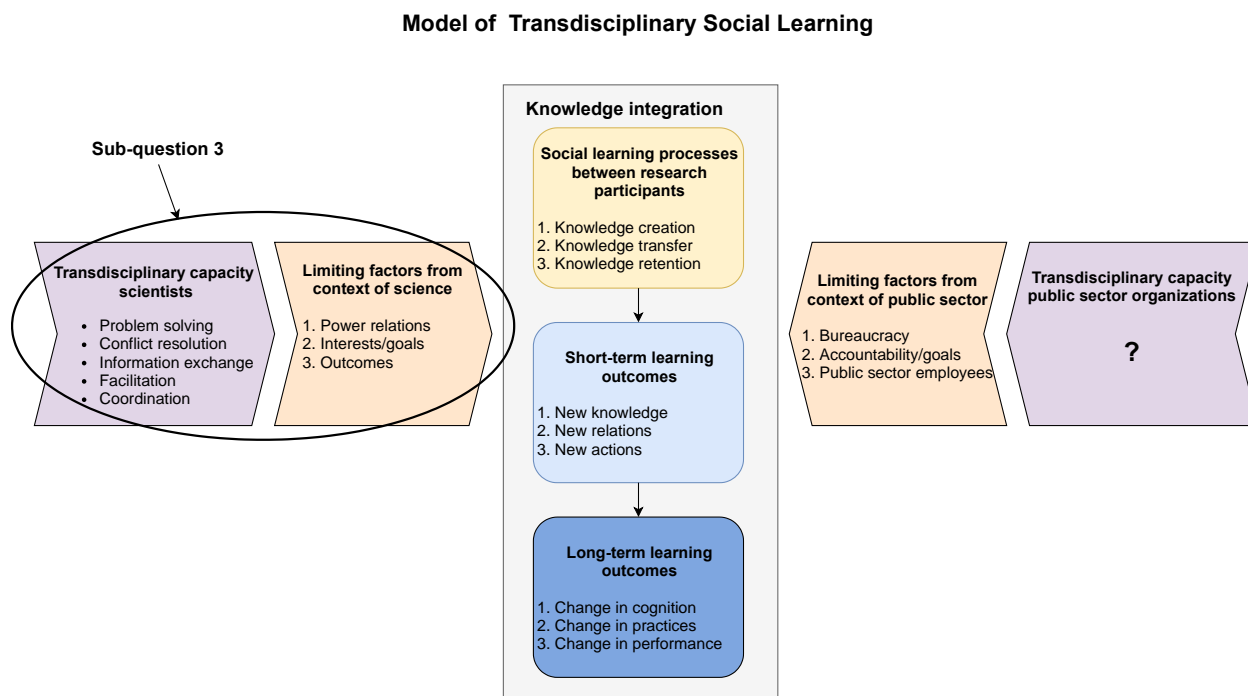 Model of  Transdisciplinary Social Learning
Sub-question 3
Transdisciplinary capacity
scientists
• Problem solving
• Conflict resolution
• Information exchange
• Facilitation
• Coordination
Limiting factors from
context of science
1. Power relations
2. Interests/goals
3. Outcomes
Knowledge integration
Social learning processes
between research
participants
1. Knowledge creation
2. Knowledge transfer
3. Knowledge retention
Short-term learning
outcomes
1. New knowledge
2. New relations
3. New actions
Long-term learning
outcomes
1. Change in cognition
2. Change in practices
3. Change in performance
Limiting factors from
context of public sector
1. Bureaucracy
2. Accountability/goals
3. Public sector employees
Transdisciplinary capacity
public sector organizations
?